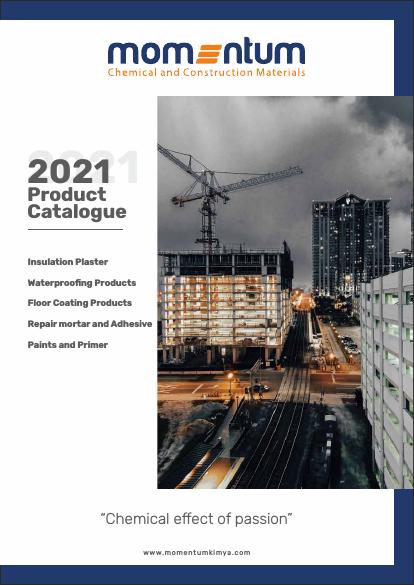 momentum
Chemical and Construction Materials
2021
2021
Product
Catalogue
Insulation Plaster
Waterproofing Products
Floor Coating Products
Repair mortar and Adhesive
Paints and Primer
“Chemical effect of passion”
www.momentumkimya.com